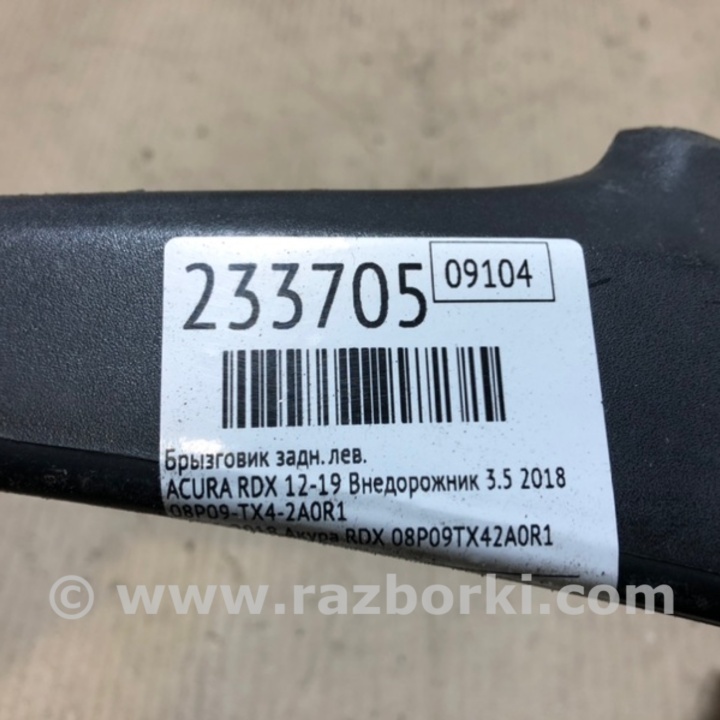 233705
09104
Брызговик задн.лев.
ACURA RDX 12-19 Внедорожник 3.5 2018
08P09-TX4-2A0R1
2018 Акура RDX 08P09TX42A0R1
© www.razborki.com